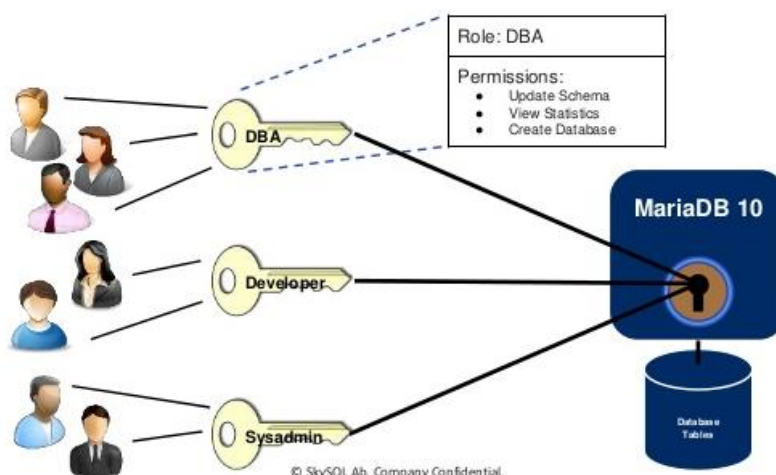 Role: DBA
Permissions:
● Update Schema
● View Statistics
● Create Database
DBA
MariaDB 10
Developer
Sysadmin
Database
Tables
© SkySQL Ab. Company Confidential.